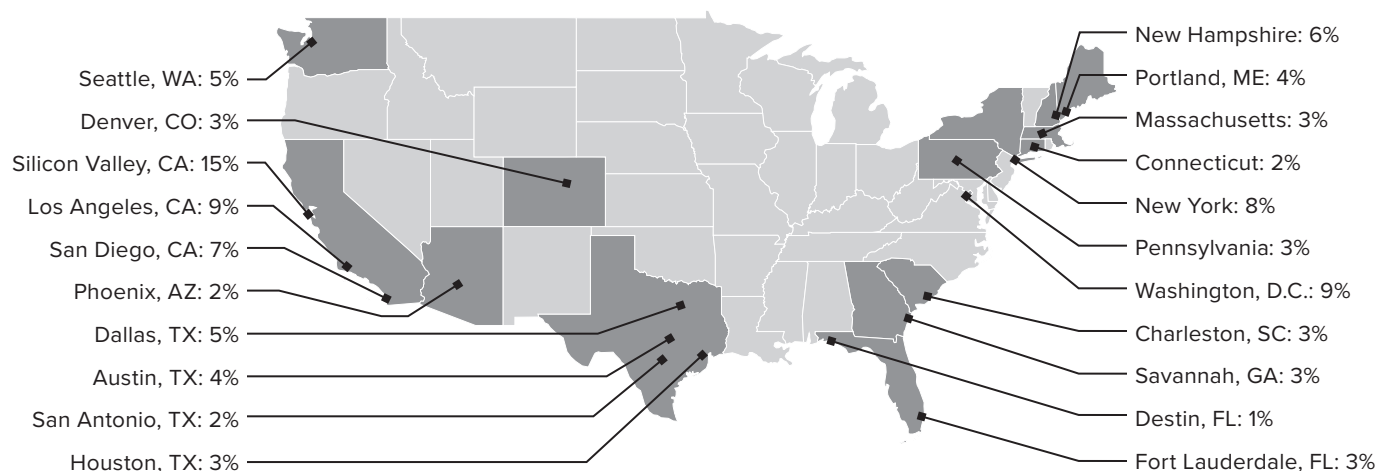 Seattle, WA: 5%
Denver, CO: 3%
Silicon Valley, CA: 15%
Los Angeles, CA: 9%
San Diego, CA: 7%
Phoenix, AZ: 2%
Dallas, TX: 5%
Austin, TX: 4%
San Antonio, TX: 2%
Houston, TX: 3%
New Hampshire: 6%
Portland, ME: 4%
Massachusetts: 3%
Connecticut: 2%
New York: 8%
Pennsylvania: 3%
Washington, D.C.: 9%
Charleston, SC: 3%
Savannah, GA: 3%
Destin, FL: 1%
Fort Lauderdale, FL: 3%